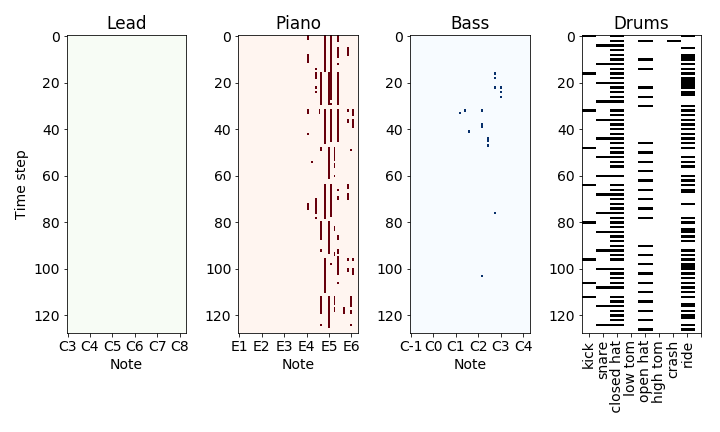 Lead Piano Bass Drums
Time step
0 0 0 0
20 20 20 20
40 40 40 40
60 60 60 60
80 80 80 80
100 100 100 100
120 120 120 120
C3 C4 C5 C6 C7 C8
E1 E2 E3 E4 E5 E6
C-1 C0 C1 C2 C3 C4
kick
snare
closed hat
low tom
open hat
high tom
crash
ride
Note Note Note